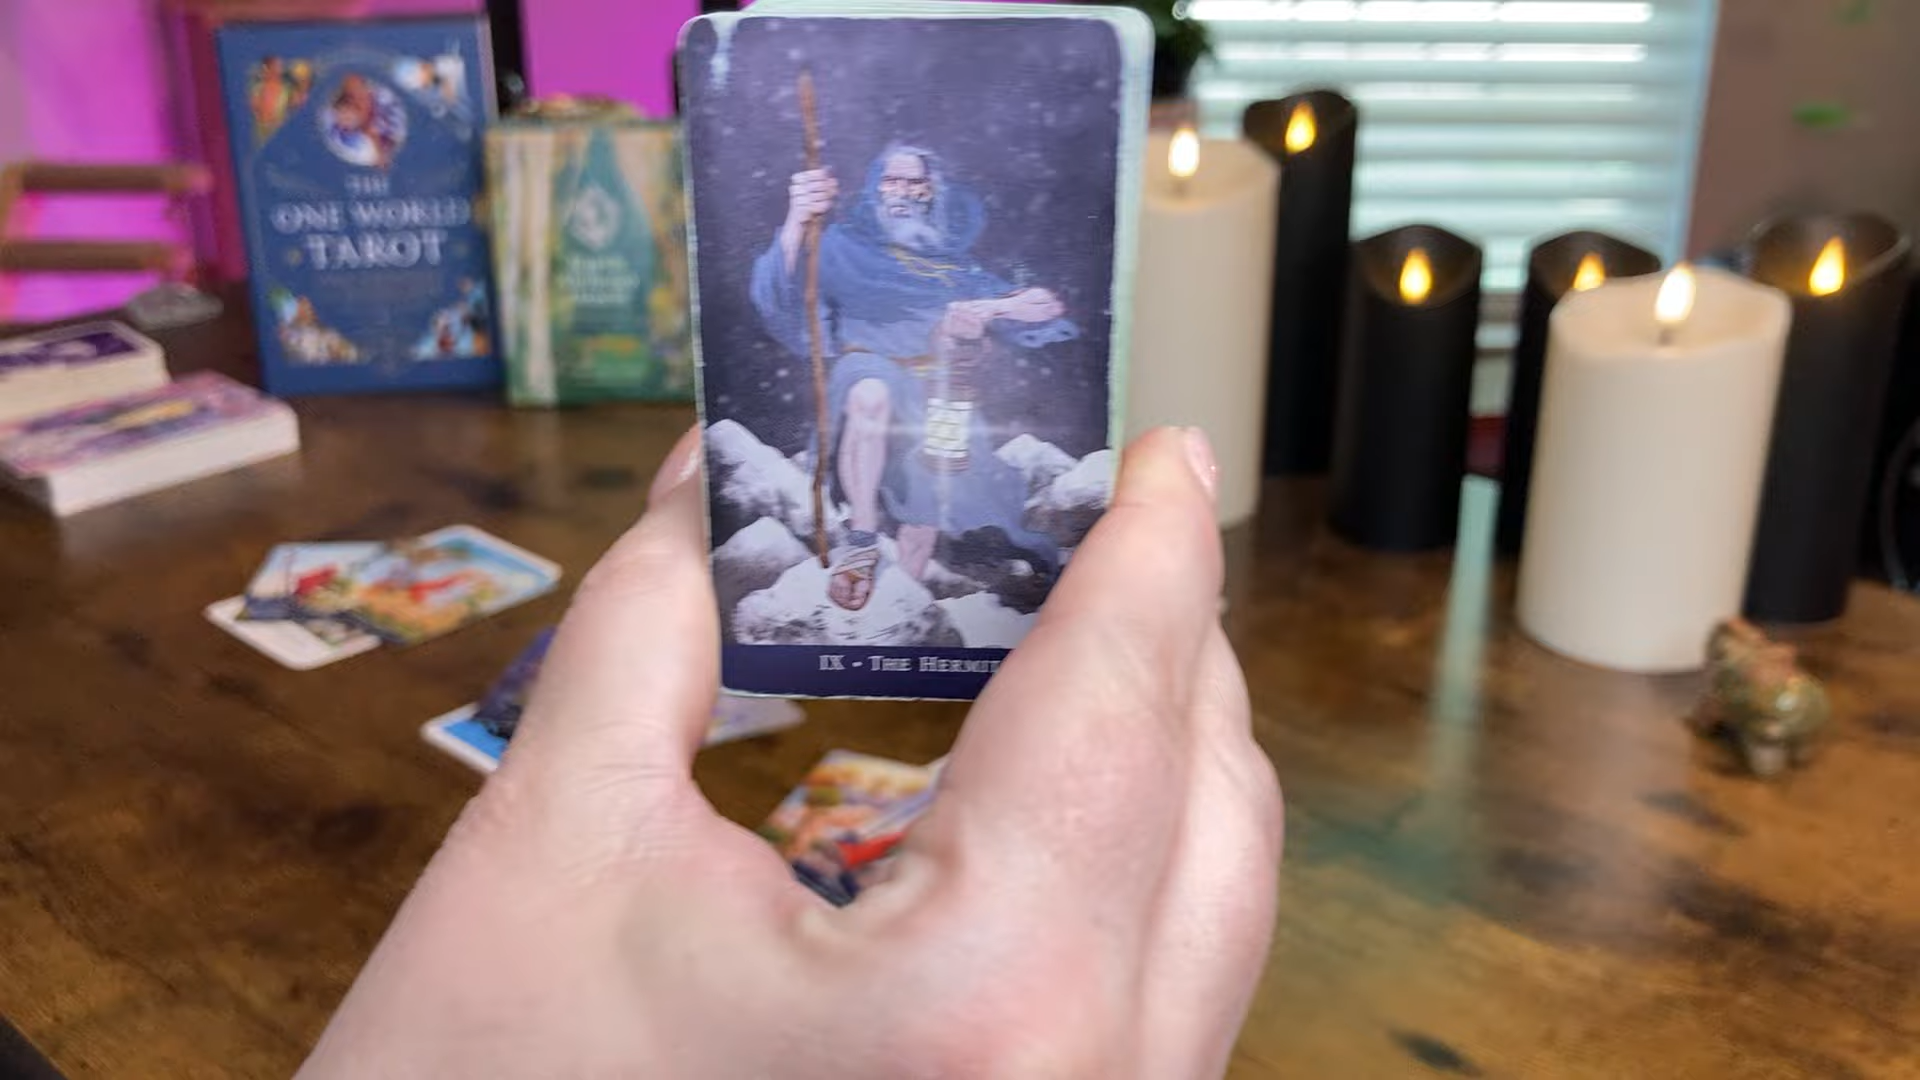 THE
ONE WORLD
TAROT
IX - THE HERMIT